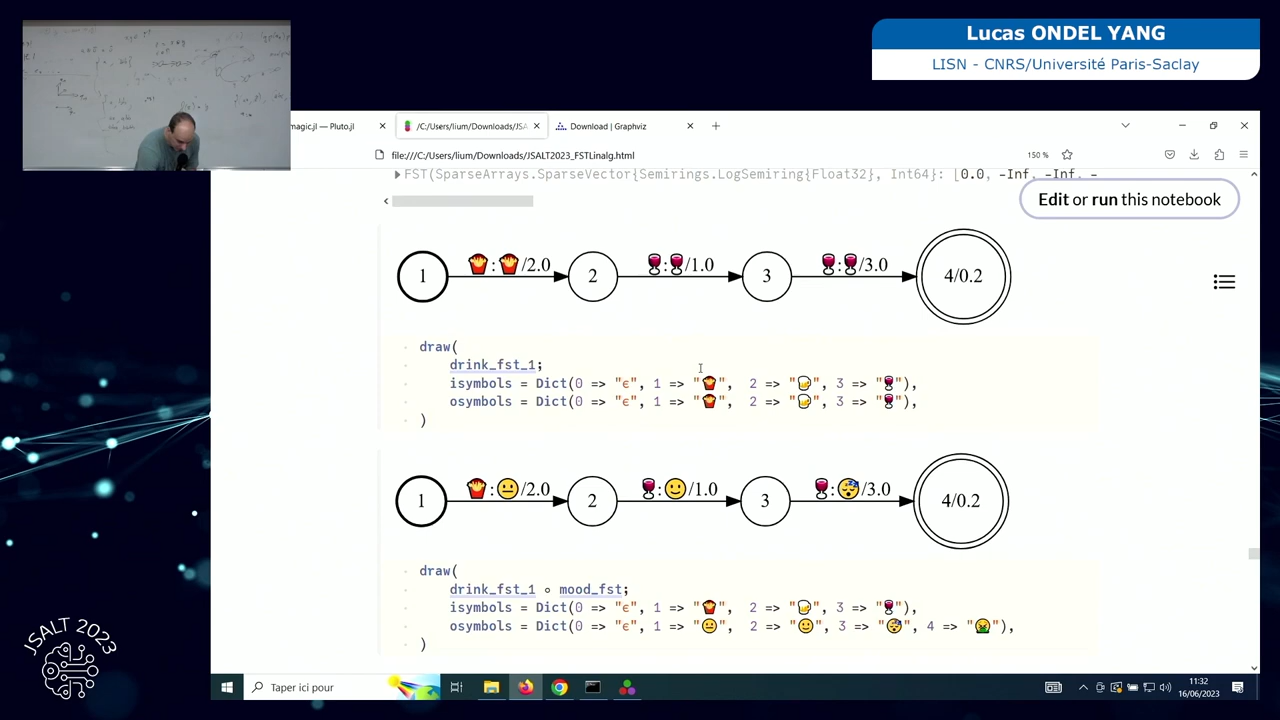 Lucas ONDEL YANG
LISN - CNRS/Université Paris-Saclay
magic.jl — Pluto.jl
/C:/Users/lium/Downloads/JSA
Download | Graphviz
file:///C:/Users/lium/Downloads/JSALT2023_FSTLinalg.html
150 %
FST(SparseArrays.SparseVector{Semirings.LogSemiring{Float32}, Int64}: [0.0, -Inf, -Inf, -
Edit or run this notebook
1 🍟:🍟/2.0 2 🍷:🍷/1.0 3 🍷:🍷/3.0 4/0.2
draw(
drink_fst_1;
isymbols = Dict(0 => "ϵ", 1 => "🍟", 2 => "🍺", 3 => "🍷"),
osymbols = Dict(0 => "ϵ", 1 => "🍟", 2 => "🍺", 3 => "🍷"),
)
1 🍟:😐/2.0 2 🍷:🙂/1.0 3 🍷:😴/3.0 4/0.2
draw(
drink_fst_1 ∘ mood_fst;
isymbols = Dict(0 => "ϵ", 1 => "🍟", 2 => "🍺", 3 => "🍷"),
osymbols = Dict(0 => "ϵ", 1 => "😐", 2 => "🙂", 3 => "😴", 4 => "🤮"),
)
JSALT 2023
Taper ici pour
11:32
16/06/2023